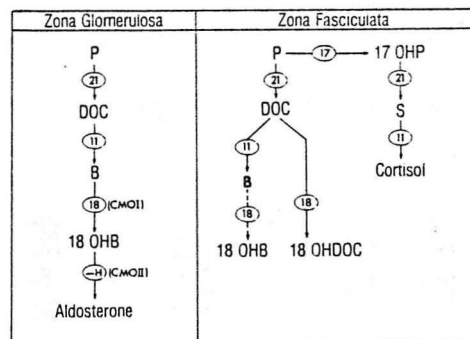 Zona Glomerulosa
P
21
DOC
11
B
18 (CMOI)
18 OHB
-H (CMOII)
Aldosterone
Zona Fasciculata
P 17 17 OHP
21 21
DOC S
11 11
B Cortisol
18 18
18 OHB 18 OHDOC